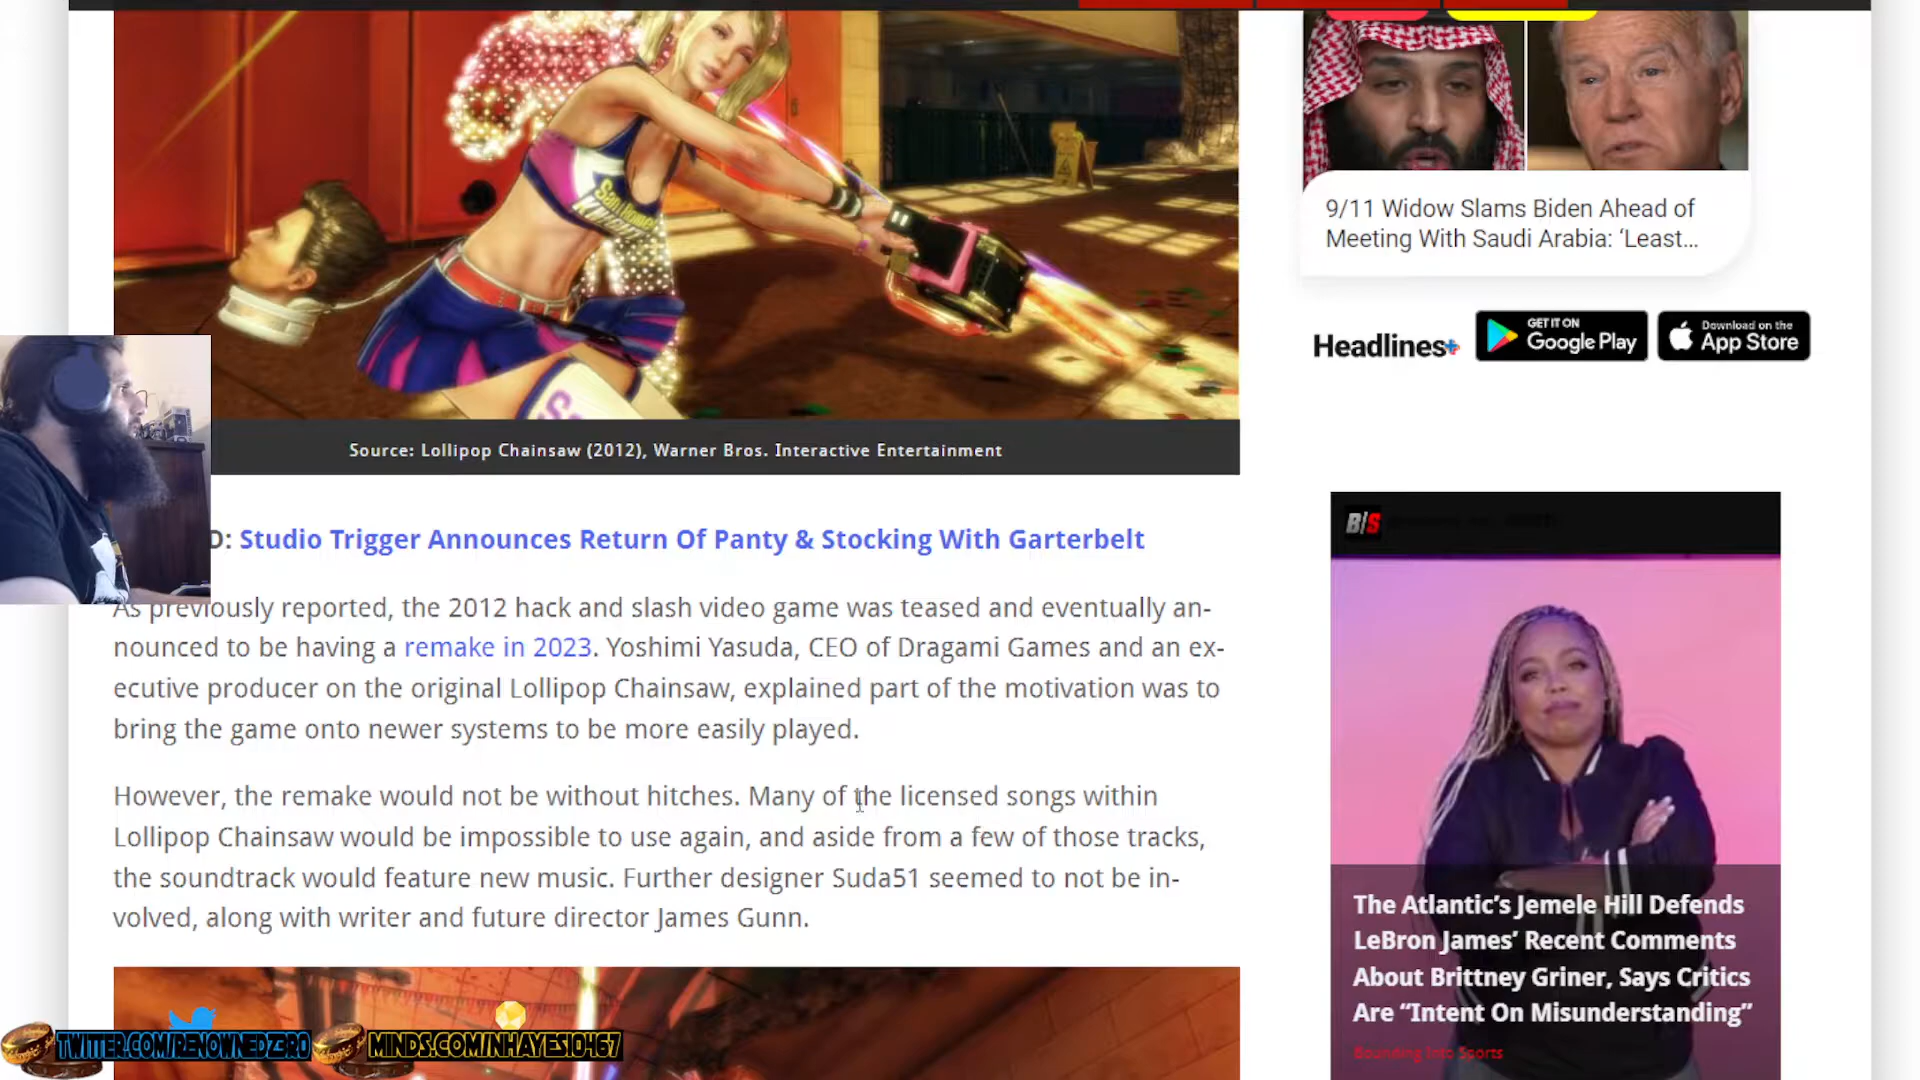 Source: Lollipop Chainsaw (2012), Warner Bros. Interactive Entertainment
D: Studio Trigger Announces Return Of Panty & Stocking With Garterbelt
As previously reported, the 2012 hack and slash video game was teased and eventually an-
nounced to be having a remake in 2023. Yoshimi Yasuda, CEO of Dragami Games and an ex-
ecutive producer on the original Lollipop Chainsaw, explained part of the motivation was to
bring the game onto newer systems to be more easily played.
However, the remake would not be without hitches. Many of the licensed songs within
Lollipop Chainsaw would be impossible to use again, and aside from a few of those tracks,
the soundtrack would feature new music. Further designer Suda51 seemed to not be in-
volved, along with writer and future director James Gunn.
TWITTER.COM/RENOWNEDZ3R0
MINDS.COM/NHAYES10467
9/11 Widow Slams Biden Ahead of
Meeting With Saudi Arabia: ‘Least...
Headlines+
GET IT ON
Google Play
Download on the
App Store
B/S
The Atlantic’s Jemele Hill Defends
LeBron James’ Recent Comments
About Brittney Griner, Says Critics
Are “Intent On Misunderstanding”
Bounding Into Sports